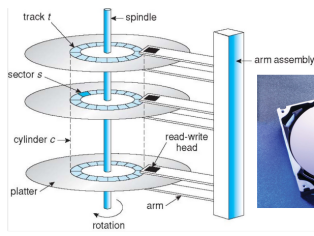 track t
spindle
sector s
arm assembly
cylinder c
read-write
head
platter
arm
rotation